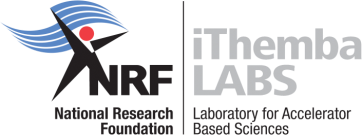 NRF
National Research
Foundation
iThemba
LABS
Laboratory for Accelerator
Based Sciences